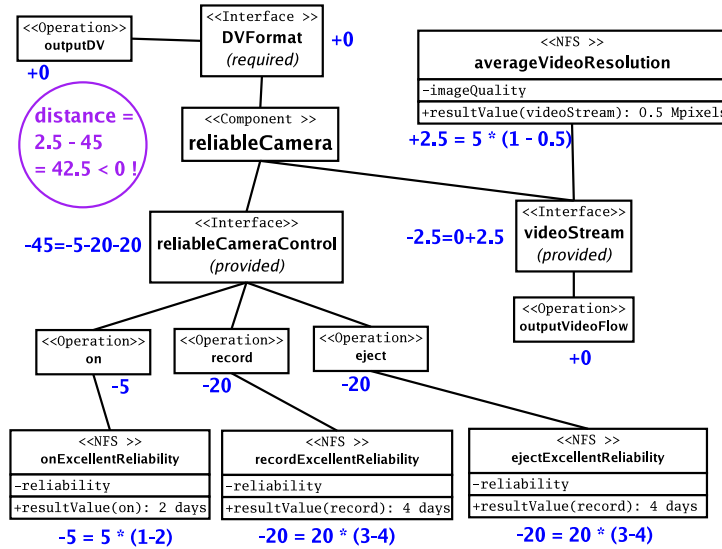 <<Operation>>
outputDV
+0
<<Interface >>
DVFormat
(required)
+0
<<NFS >>
averageVideoResolution
-imageQuality
+resultValue(videoStream): 0.5 Mpixels
+2.5 = 5 * (1 - 0.5)
distance =
2.5 - 45
= 42.5 < 0 !
<<Component >>
reliableCamera
-45=-5-20-20
<<Interface>>
reliableCameraControl
(provided)
-2.5=0+2.5
<<Interface>>
videoStream
(provided)
<<Operation>>
on
-5
<<Operation>>
record
-20
<<Operation>>
eject
-20
<<Operation>>
outputVideoFlow
+0
<<NFS >>
onExcellentReliability
-reliability
+resultValue(on): 2 days
-5 = 5 * (1-2)
<<NFS >>
recordExcellentReliability
-reliability
+resultValue(record): 4 days
-20 = 20 * (3-4)
<<NFS >>
ejectExcellentReliability
-reliability
+resultValue(record): 4 days
-20 = 20 * (3-4)